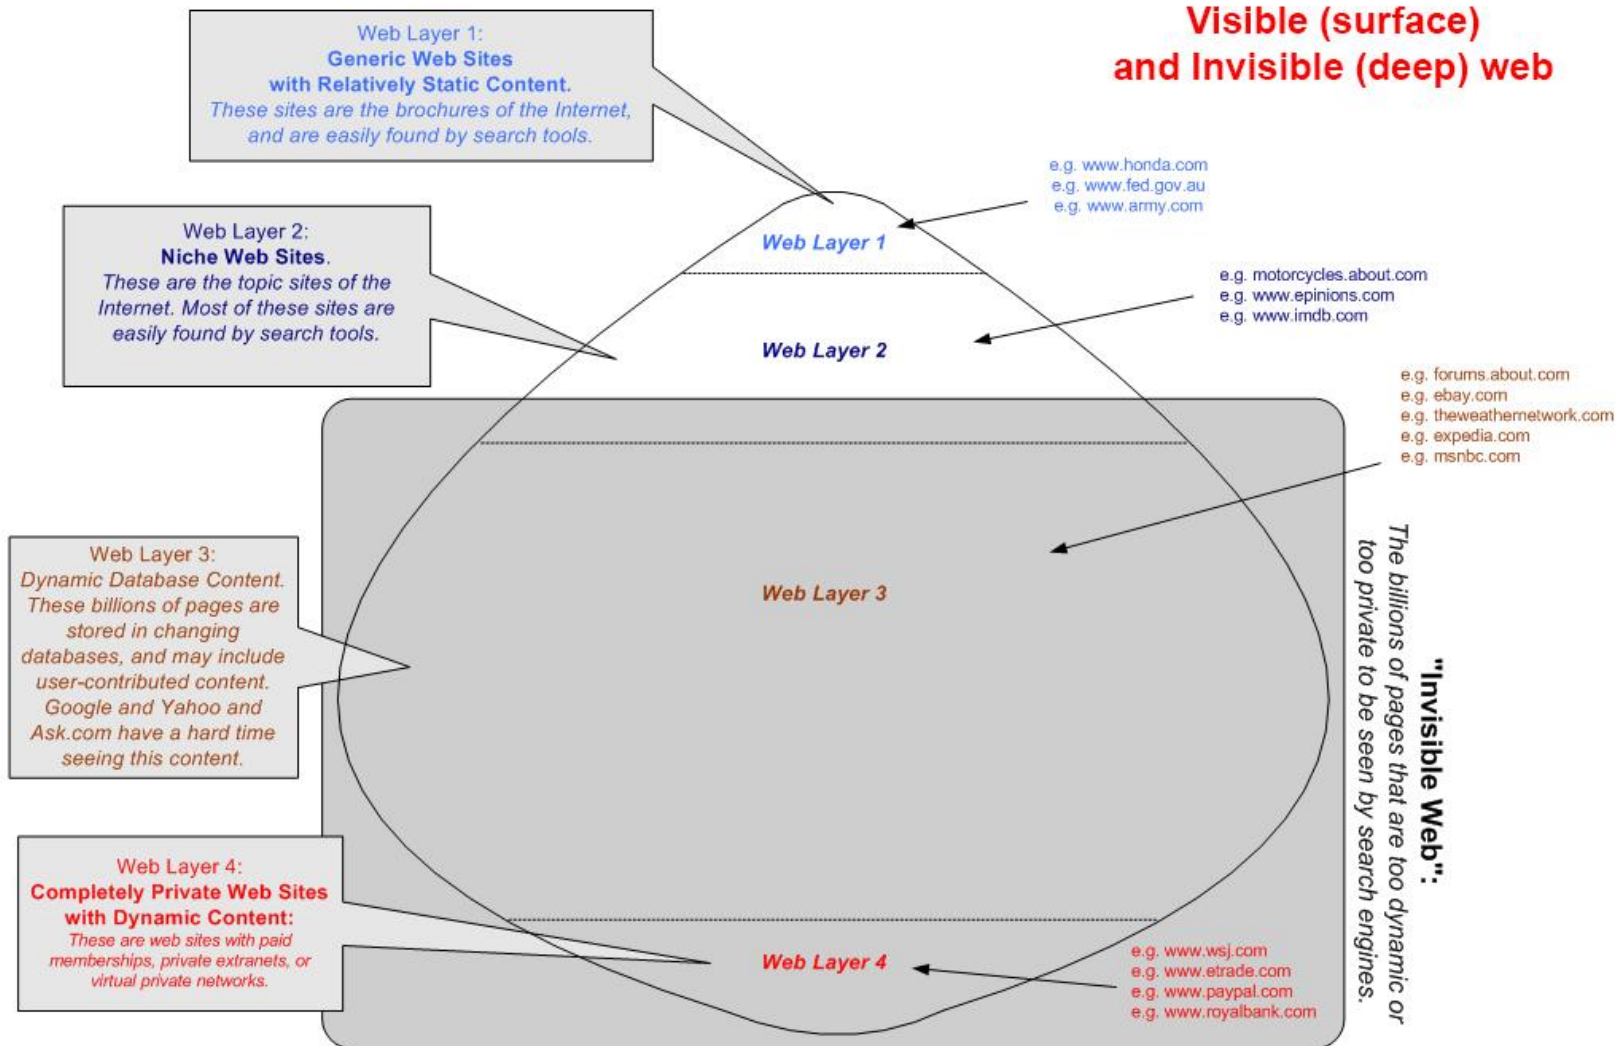 Visible (surface)
and Invisible (deep) web
Web Layer 1:
Generic Web Sites
with Relatively Static Content.
These sites are the brochures of the Internet,
and are easily found by search tools.
e.g. www.honda.com
e.g. www.fed.gov.au
e.g. www.army.com
Web Layer 1
Web Layer 2:
Niche Web Sites.
These are the topic sites of the
Internet. Most of these sites are
easily found by search tools.
e.g. motorcycles.about.com
e.g. www.epinions.com
e.g. www.imdb.com
Web Layer 2
e.g. forums.about.com
e.g. ebay.com
e.g. theweathernetwork.com
e.g. expedia.com
e.g. msnbc.com
Web Layer 3:
Dynamic Database Content.
These billions of pages are
stored in changing
databases, and may include
user-contributed content.
Google and Yahoo and
Ask.com have a hard time
seeing this content.
Web Layer 3
"Invisible Web":
The billions of pages that are too dynamic or
too private to be seen by search engines.
Web Layer 4:
Completely Private Web Sites
with Dynamic Content:
These are web sites with paid
memberships, private extranets, or
virtual private networks.
Web Layer 4
e.g. www.wsj.com
e.g. www.etrade.com
e.g. www.paypal.com
e.g. www.royalbank.com